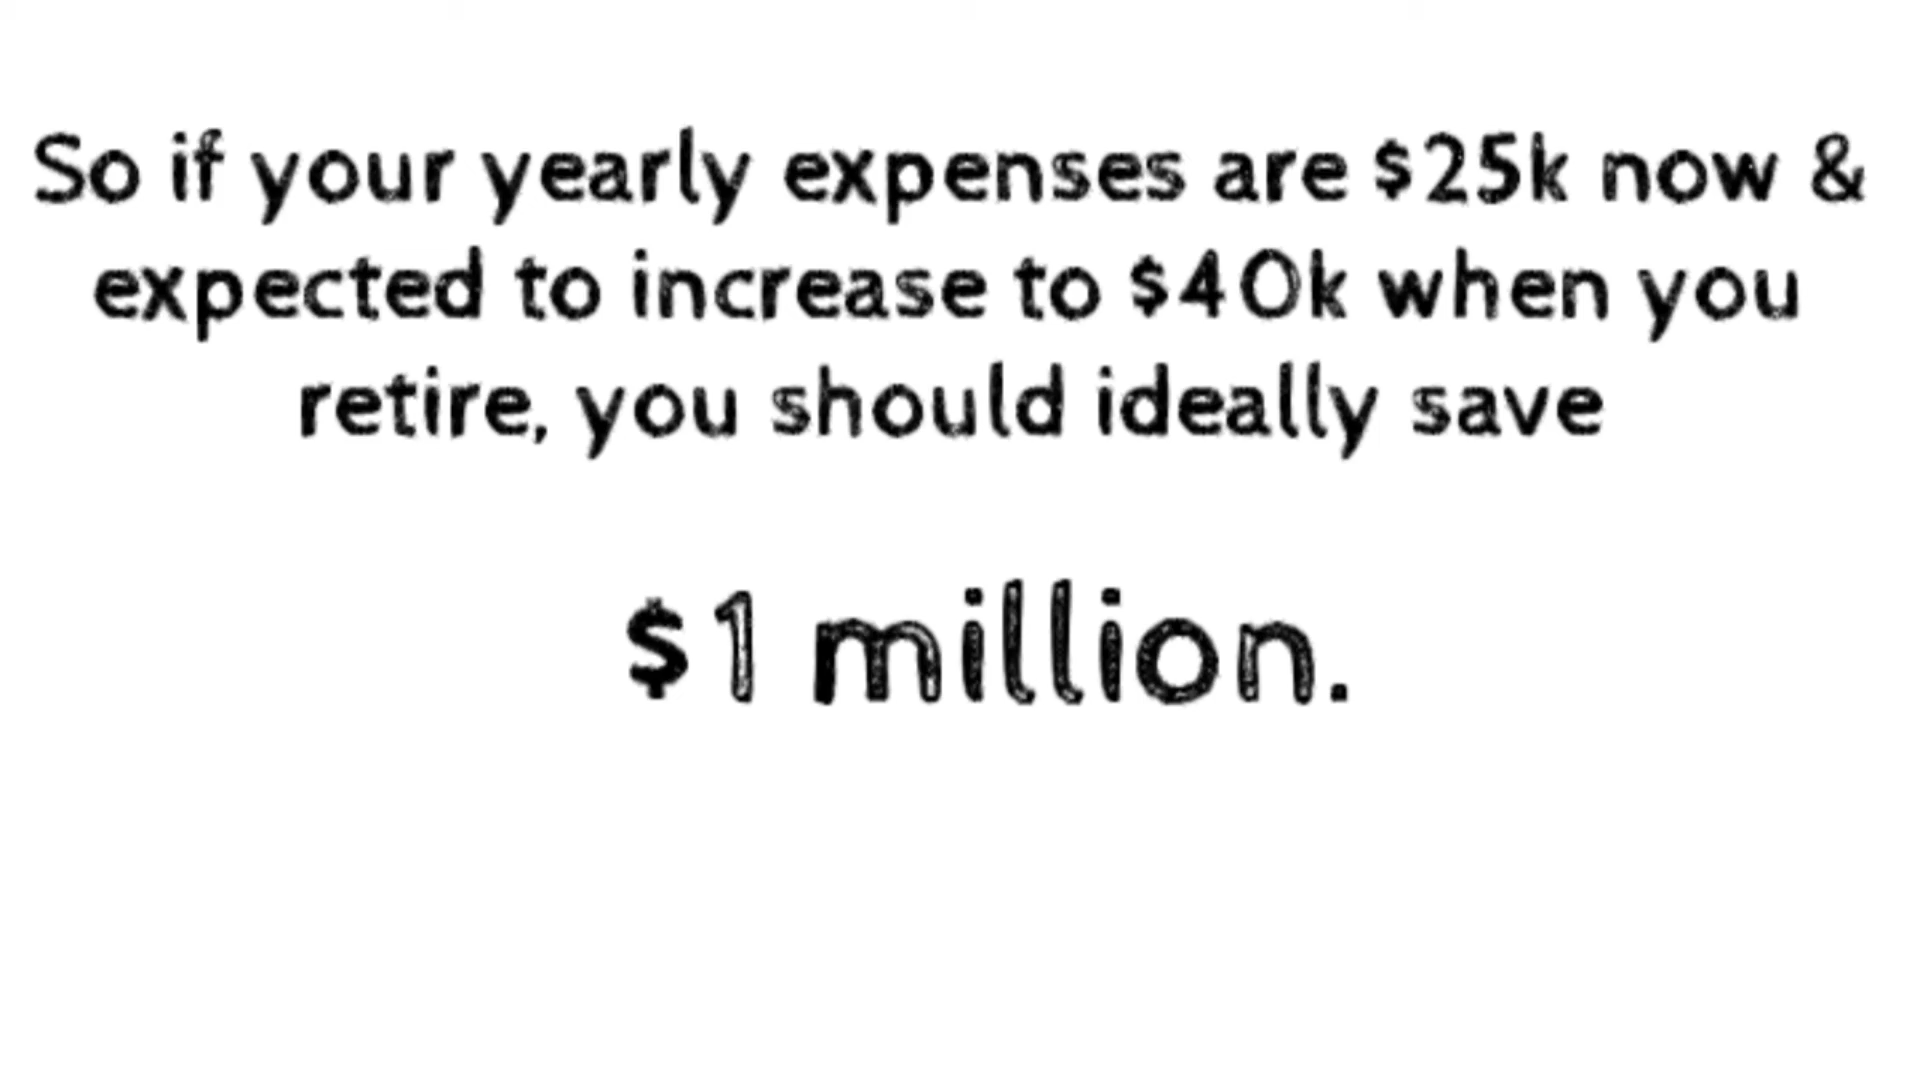 So if your yearly expenses are $25k now &
expected to increase to $40k when you
retire, you should ideally save
$1 million.